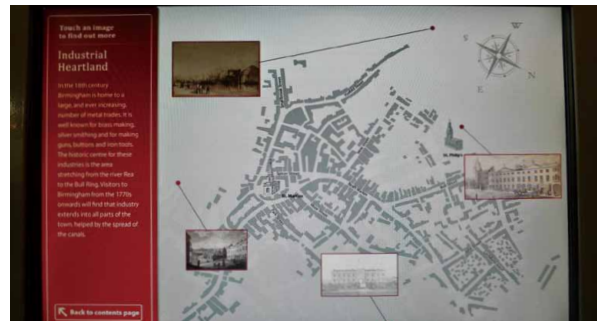 Touch an image
to find out more
Industrial
Heartland
In the 18th century
Birmingham is home to a
large, and ever increasing,
number of metal trades. It is
well known for brass making,
silver smithing and for making
guns, buttons and iron tools.
The historic centre for these
industries is the area
stretching from the river Rea
to the Bull Ring. Visitors to
Birmingham from the 1770s
onwards will find that industry
extends into all parts of the
town, helped by the spread of
the canals.
Back to contents page
S
W
E
N
St. Philip's
St. Martin's